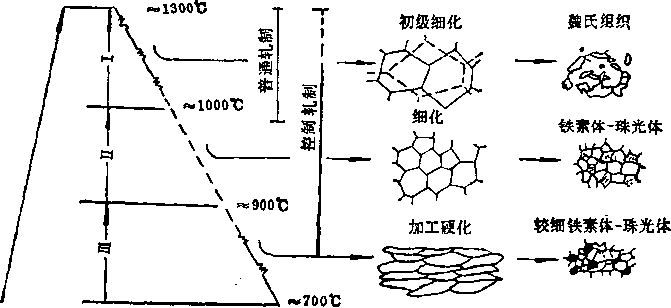 ≈1300℃
初级细化
魏氏组织
Ⅰ
普通轧制
≈1000℃
控制轧制
细化
铁素体-珠光体
Ⅱ
≈900℃
加工硬化
较细铁素体-珠光体
Ⅲ
≈700℃